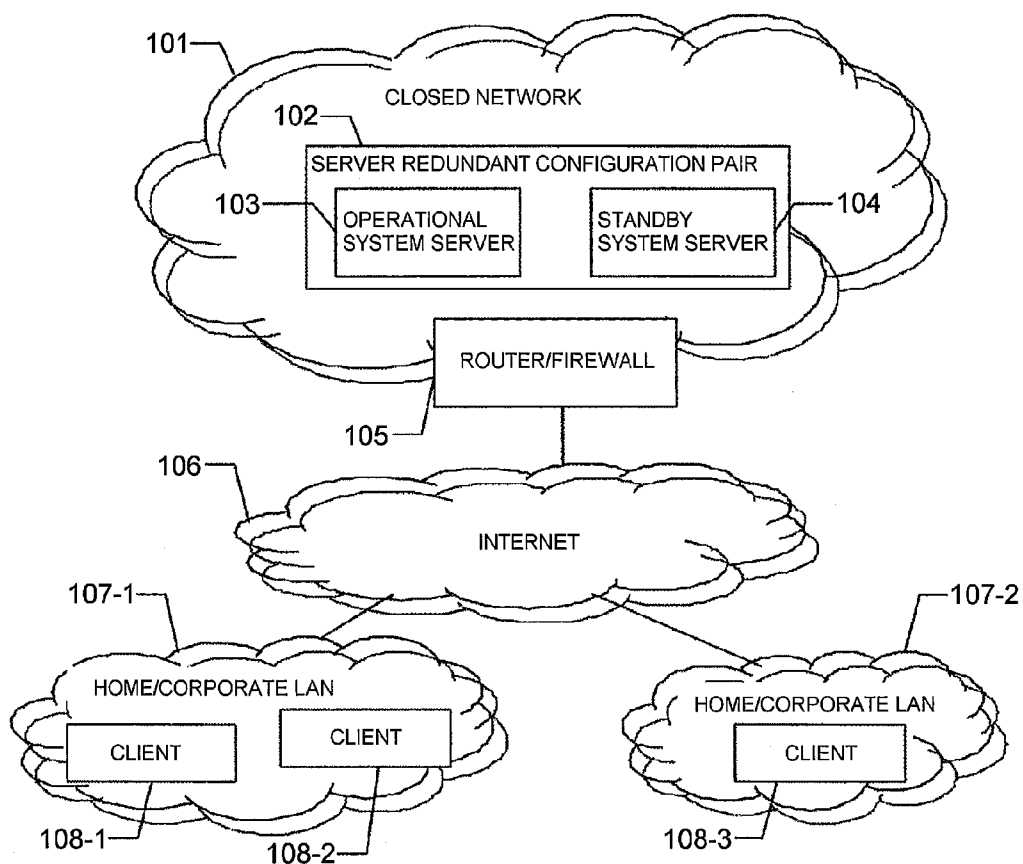 101
CLOSED NETWORK
102
SERVER REDUNDANT CONFIGURATION PAIR
103
OPERATIONAL
SYSTEM SERVER
STANDBY
SYSTEM SERVER
104
ROUTER/FIREWALL
105
106
INTERNET
107-1
107-2
HOME/CORPORATE LAN
CLIENT
CLIENT
HOME/CORPORATE LAN
CLIENT
108-1
108-2
108-3